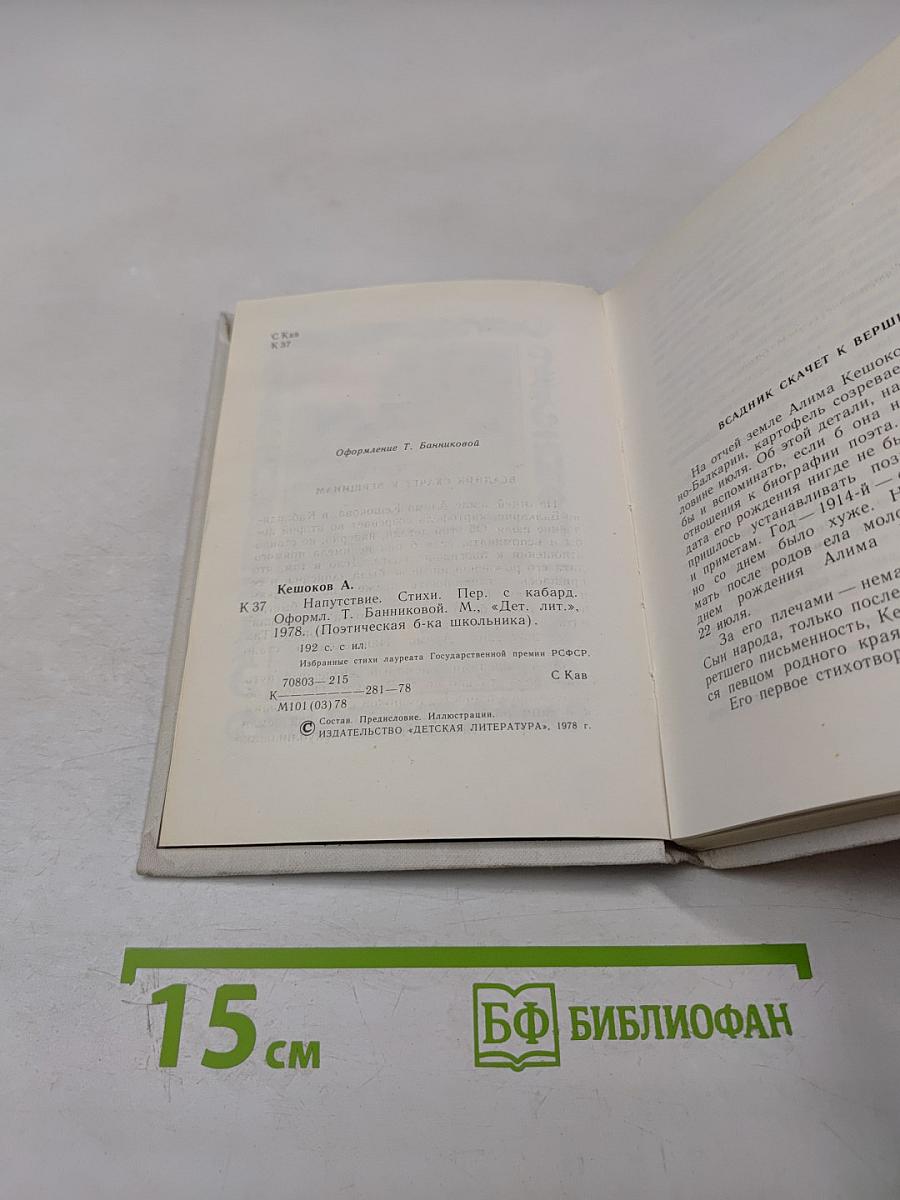 С Кав
К 37
Оформление Т. Банниковой
Кешоков А.
К 37 Напутствие. Стихи. Пер. с кабард.
Оформл. Т. Банниковой. М., «Дет. лит.»,
1978. (Поэтическая б-ка школьника).
192 с. с ил.
Избранные стихи лауреата Государственной премии РСФСР.
70803—215
К——————281—78 С Кав
М101(03)78
© Состав. Предисловие. Иллюстрации.
ИЗДАТЕЛЬСТВО «ДЕТСКАЯ ЛИТЕРАТУРА», 1978 г.
ВСАДНИК СКАЧЕТ К ВЕРШИ
На отчей земле Алима Кешоко
но-Балкарии, картофель созревае
ловине июля. Об этой детали, на
бы и вспоминать, если б она н
отношения к биографии поэта.
дата его рождения нигде не бы
пришлось устанавливать поз
и приметам. Год — 1914-й —
но со днем было хуже. Н
мать после родов ела моло
днем рождения Алима
22 июля.
За его плечами — нема
Сын народа, только после
ретшего письменность, Ке
ся певцом родного края
Его первое стихотвор
15 см
БФ БИБЛИОФАН